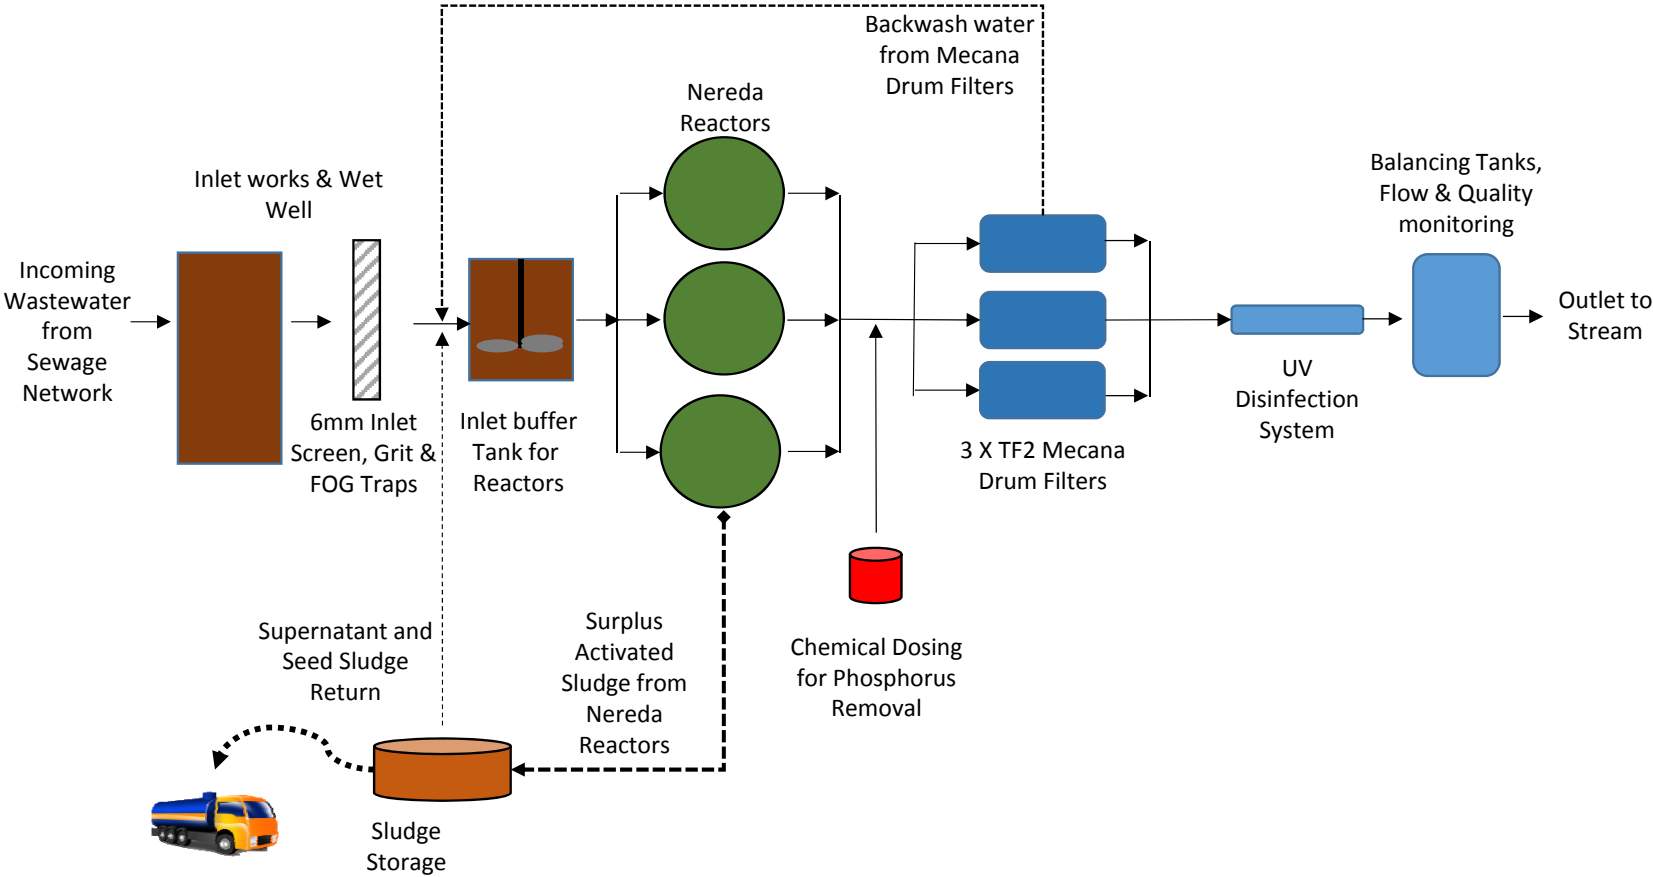 Backwash water
from Mecana
Drum Filters
Nereda
Reactors
Inlet works & Wet
Well
Balancing Tanks,
Flow & Quality
monitoring
Incoming
Wastewater
from
Sewage
Network
Outlet to
Stream
6mm Inlet
Screen, Grit &
FOG Traps
Inlet buffer
Tank for
Reactors
3 X TF2 Mecana
Drum Filters
UV
Disinfection
System
Supernatant and
Seed Sludge
Return
Surplus
Activated
Sludge from
Nereda
Reactors
Chemical Dosing
for Phosphorus
Removal
Sludge
Storage